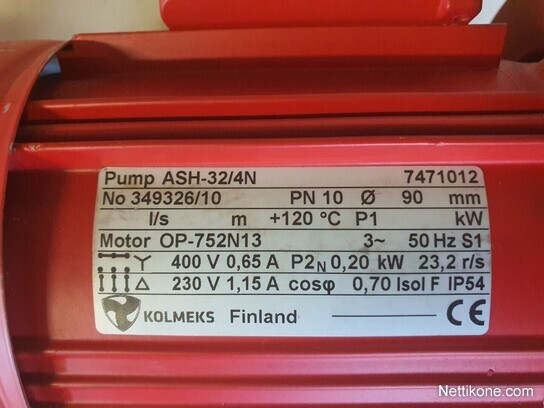 Pump ASH-32/4N 7471012
No 349326/10 PN 10 Ø 90 mm
l/s m +120 °C P1 kW
Motor OP-752N13 3~ 50 Hz S1
Y 400 V 0,65 A P2N 0,20 kW 23,2 r/s
Δ 230 V 1,15 A cosφ 0,70 Isol F IP54
KOLMEKS Finland CE
Nettikone.com